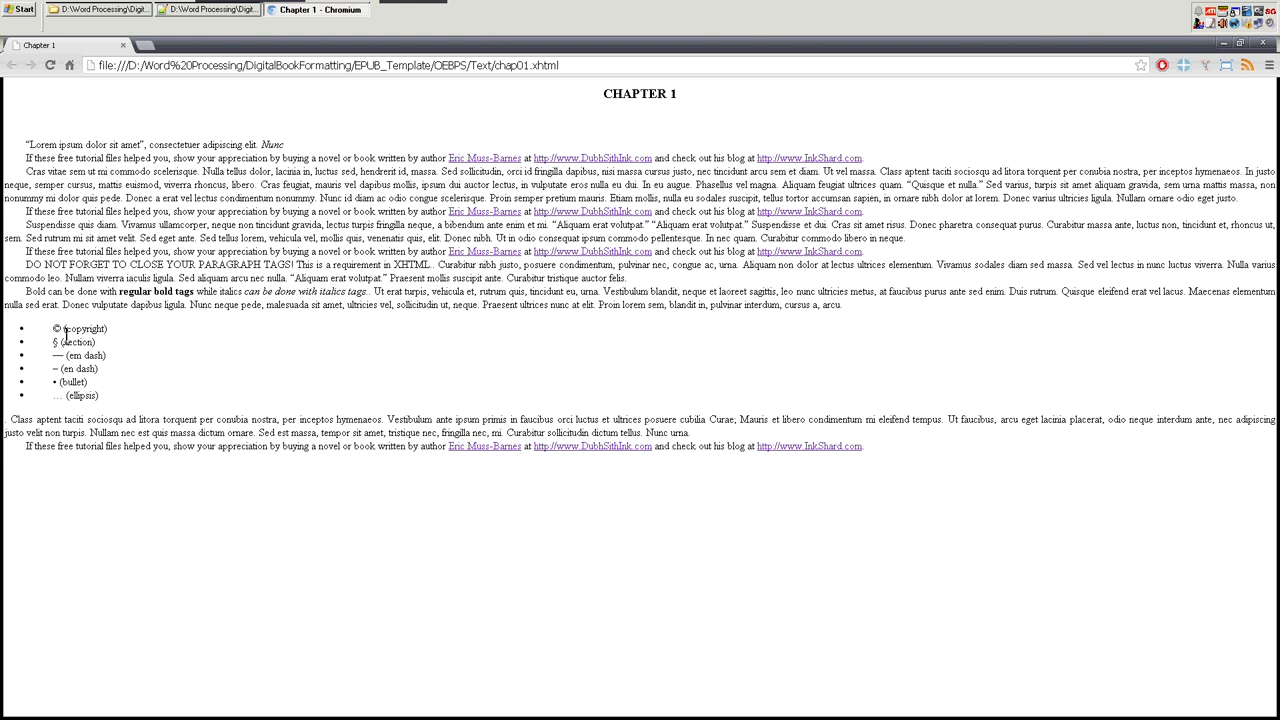 Start D:\Word Processing\Digit... D:\Word Processing\Digit... Chapter 1 - Chromium
Chapter 1
file:///D:/Word%20Processing/DigitalBookFormatting/EPUB_Template/OEBPS/Text/chap01.xhtml
CHAPTER 1
“Lorem ipsum dolor sit amet”, consectetuer adipiscing elit. Nunc
If these free tutorial files helped you, show your appreciation by buying a novel or book written by author Eric Muss-Barnes at http://www.DubhSithInk.com and check out his blog at http://www.InkShard.com.
Cras vitae sem ut mi commodo scelerisque. Nulla tellus dolor, lacinia in, luctus sed, hendrerit id, massa. Sed sollicitudin, orci id fringilla dapibus, nisi massa cursus justo, nec tincidunt arcu sem et diam. Ut vel massa. Class aptent taciti sociosqu ad litora torquent per conubia nostra, per inceptos hymenaeos. In justo
neque, semper cursus, mattis euismod, viverra rhoncus, libero. Cras feugiat, mauris vel dapibus mollis, ipsum dui auctor lectus, in vulputate eros nulla eu dui. In eu augue. Phasellus vel magna. Aliquam feugiat ultrices quam. “Quisque et nulla.” Sed varius, turpis sit amet aliquam gravida, sem urna mattis massa, non
nonummy mi dolor quis pede. Donec a erat vel lectus condimentum nonummy. Nunc id diam ac odio congue scelerisque. Proin semper pretium mauris. Etiam mollis, nulla eu sodales suscipit, tellus tortor accumsan sapien, in ornare nibh dolor at lorem. Donec varius ultricies ligula. Nullam ornare odio eget justo.
If these free tutorial files helped you, show your appreciation by buying a novel or book written by author Eric Muss-Barnes at http://www.DubhSithInk.com and check out his blog at http://www.InkShard.com.
Suspendisse quis diam. Vivamus ullamcorper, neque non tincidunt gravida, lectus turpis fringilla neque, a bibendum ante enim et mi. “Aliquam erat volutpat.” “Aliquam erat volutpat.” Suspendisse et dui. Cras sit amet risus. Donec pharetra consequat purus. Curabitur massa ante, luctus non, tincidunt et, rhoncus ut,
sem. Sed rutrum mi sit amet velit. Sed eget ante. Sed tellus lorem, vehicula vel, mollis quis, venenatis quis, elit. Donec nibh. Ut in odio consequat ipsum commodo pellentesque. In nec quam. Curabitur commodo libero in neque.
If these free tutorial files helped you, show your appreciation by buying a novel or book written by author Eric Muss-Barnes at http://www.DubhSithInk.com and check out his blog at http://www.InkShard.com.
DO NOT FORGET TO CLOSE YOUR PARAGRAPH TAGS! This is a requirement in XHTML.. Curabitur nibh justo, posuere condimentum, pulvinar nec, congue ac, urna. Aliquam non dolor at lectus ultrices elementum. Vivamus sodales diam sed massa. Sed vel lectus in nunc luctus viverra. Nulla varius
commodo leo. Nullam viverra iaculis ligula. Sed aliquam arcu nec nulla. “Aliquam erat volutpat.” Praesent mollis suscipit ante. Curabitur tristique auctor felis.
Bold can be done with regular bold tags while italics can be done with italics tags.. Ut erat turpis, vehicula et, rutrum quis, tincidunt eu, urna. Vestibulum blandit, neque et laoreet sagittis, leo nunc ultricies metus, at faucibus purus ante sed enim. Duis rutrum. Quisque eleifend erat vel lacus. Maecenas elementum
nulla sed erat. Donec vulputate dapibus ligula. Nunc neque pede, malesuada sit amet, ultricies vel, sollicitudin ut, neque. Praesent ultrices nunc at elit. Proin lorem sem, blandit in, pulvinar interdum, cursus a, arcu.
• © (copyright)
• § (section)
• — (em dash)
• – (en dash)
• • (bullet)
• … (ellipsis)
. Class aptent taciti sociosqu ad litora torquent per conubia nostra, per inceptos hymenaeos. Vestibulum ante ipsum primis in faucibus orci luctus et ultrices posuere cubilia Curae; Mauris et libero condimentum mi eleifend tempus. Ut faucibus, arcu eget lacinia placerat, odio neque interdum ante, nec adipiscing
justo velit non turpis. Nullam nec est quis massa dictum ornare. Sed est massa, tempor sit amet, tristique nec, fringilla nec, mi. Curabitur sollicitudin dictum tellus. Nunc urna.
If these free tutorial files helped you, show your appreciation by buying a novel or book written by author Eric Muss-Barnes at http://www.DubhSithInk.com and check out his blog at http://www.InkShard.com.